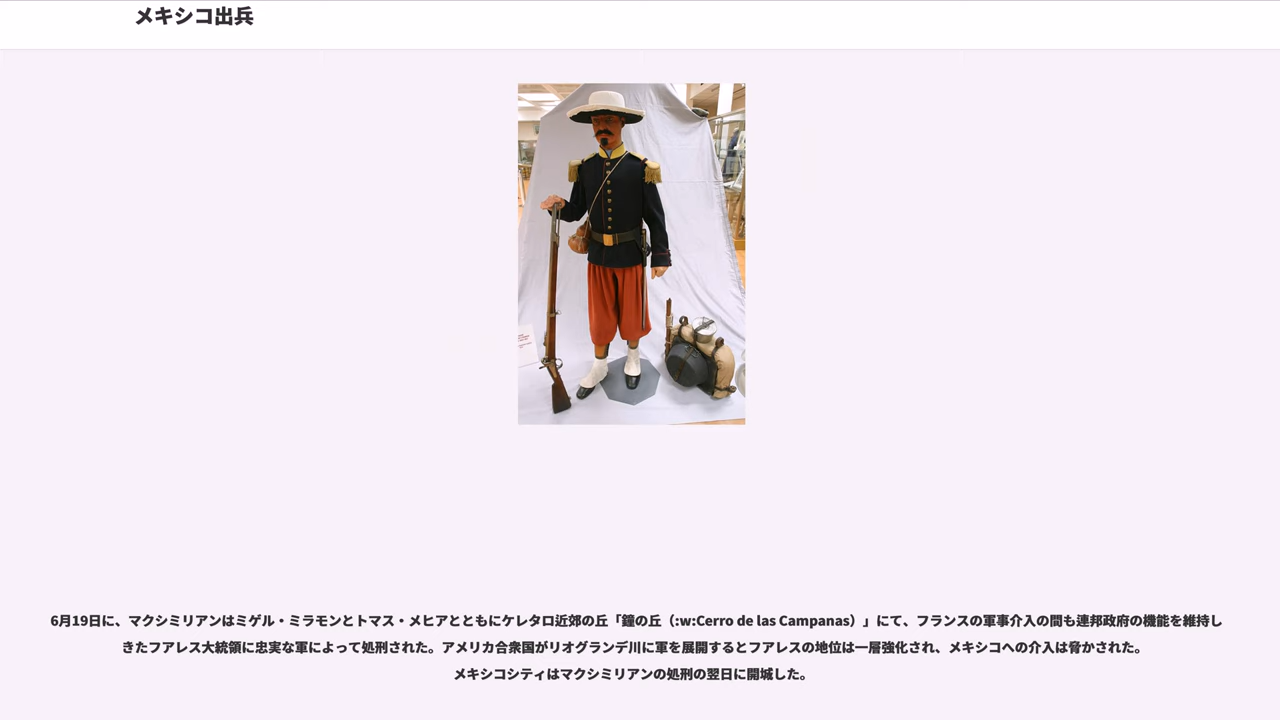 メキシコ出兵
6月19日に、マクシミリアンはミゲル・ミラモンとトマス・メヒアとともにケレタロ近郊の丘「鐘の丘（:w:Cerro de las Campanas）」にて、フランスの軍事介入の間も連邦政府の機能を維持し
きたフアレス大統領に忠実な軍によって処刑された。アメリカ合衆国がリオグランデ川に軍を展開するとフアレスの地位は一層強化され、メキシコへの介入は脅かされた。
メキシコシティはマクシミリアンの処刑の翌日に開城した。